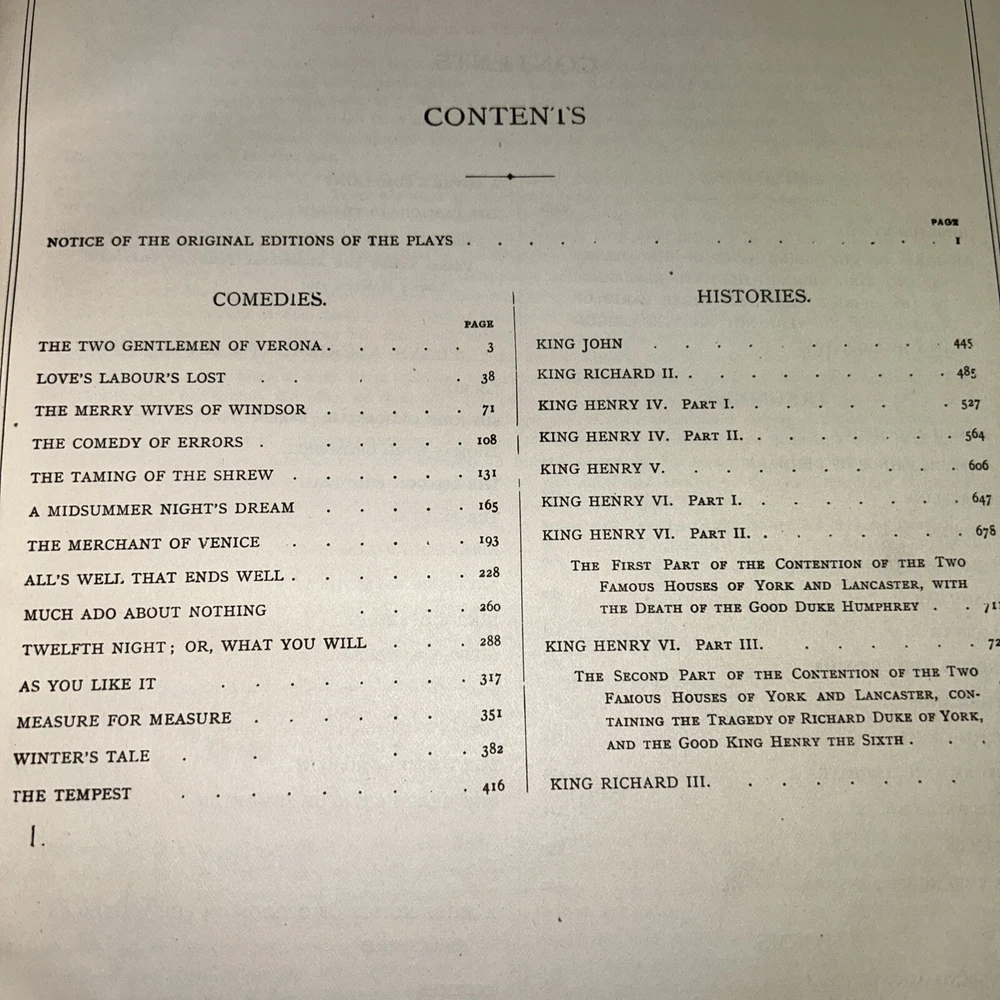 CONTENTS
PAGE
NOTICE OF THE ORIGINAL EDITIONS OF THE PLAYS . . . . . . . . . . . . 1
COMEDIES.
PAGE
THE TWO GENTLEMEN OF VERONA . . . . . 3
LOVE'S LABOUR'S LOST . . . . 38
THE MERRY WIVES OF WINDSOR . . . . . 71
THE COMEDY OF ERRORS . . . . . 108
THE TAMING OF THE SHREW . . . . . . 131
A MIDSUMMER NIGHT'S DREAM . . . . . 165
THE MERCHANT OF VENICE . . . . . . 193
ALL'S WELL THAT ENDS WELL . . . . . . 228
MUCH ADO ABOUT NOTHING . . . . 260
TWELFTH NIGHT; OR, WHAT YOU WILL . . . 288
AS YOU LIKE IT . . . . . . . . 317
MEASURE FOR MEASURE . . . . . . 351
WINTER'S TALE . . . . . 382
THE TEMPEST . . . . . . . . 416
HISTORIES.
KING JOHN . . . . . . . . . 445
KING RICHARD II. . . . . . . . . . 485
KING HENRY IV. PART I. . . . . . . 527
KING HENRY IV. PART II. . . . . . . . 564
KING HENRY V. . . . . . . . . . 606
KING HENRY VI. PART I. . . . . . . 647
KING HENRY VI. PART II. . . . . . . . 678
THE FIRST PART OF THE CONTENTION OF THE TWO
FAMOUS HOUSES OF YORK AND LANCASTER, WITH
THE DEATH OF THE GOOD DUKE HUMPHREY . . 71
KING HENRY VI. PART III. . . . . . . 72
THE SECOND PART OF THE CONTENTION OF THE TWO
FAMOUS HOUSES OF YORK AND LANCASTER, CON-
TAINING THE TRAGEDY OF RICHARD DUKE OF YORK,
AND THE GOOD KING HENRY THE SIXTH . . .
KING RICHARD III. . . . . . . .
1.